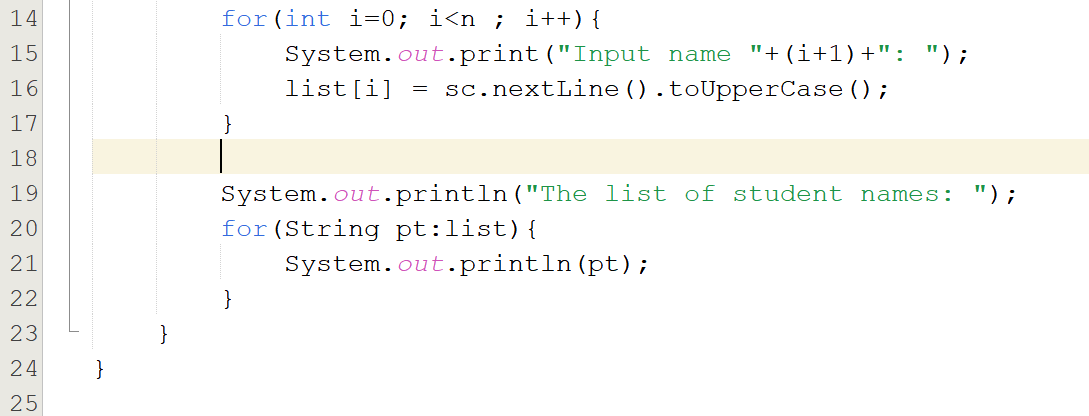 14 for(int i=0; i<n ; i++){
15 System.out.print("Input name "+(i+1)+": ");
16 list[i] = sc.nextLine().toUpperCase();
17 }
18
19 System.out.println("The list of student names: ");
20 for(String pt:list){
21 System.out.println(pt);
22 }
23 }
24 }
25